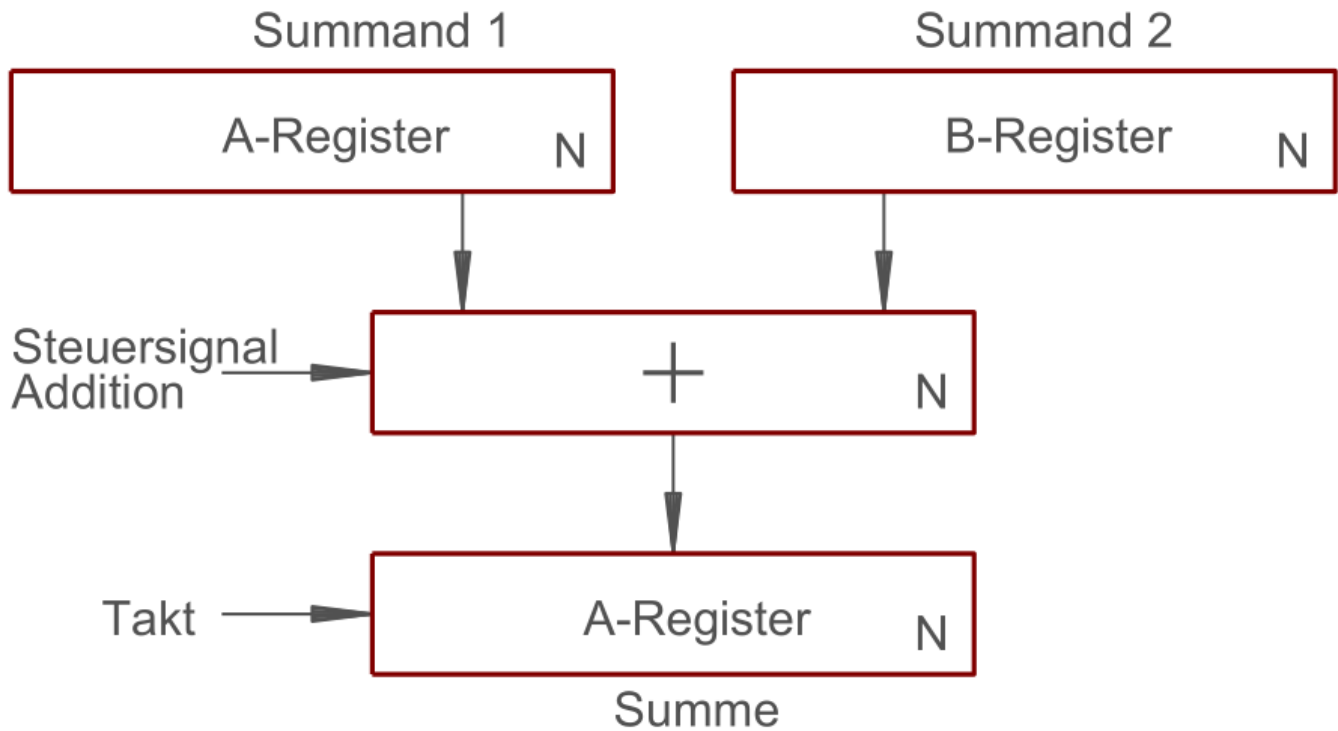 Summand 1
Summand 2
A-Register
N
B-Register
N
Steuersignal
Addition
+
N
Takt
A-Register
N
Summe